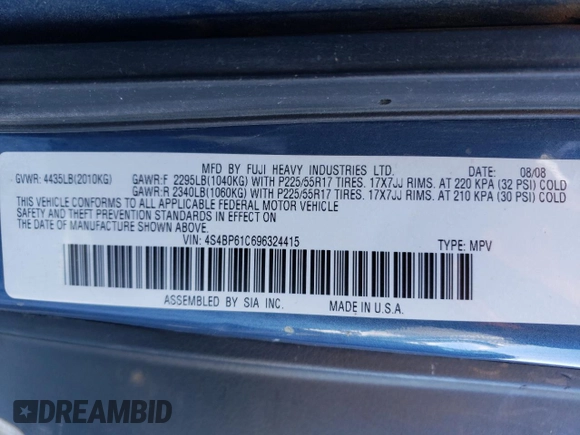 MFD BY FUJI HEAVY INDUSTRIES LTD. DATE: 08/08
GVWR: 4435LB(2010KG) GAWR:F 2295LB(1040KG) WITH P225/55R17 TIRES. 17X7JJ RIMS. AT 220 KPA (32 PSI) COLD
GAWR:R 2340LB(1060KG) WITH P225/55R17 TIRES. 17X7JJ RIMS. AT 210 KPA (30 PSI) COLD
THIS VEHICLE CONFORMS TO ALL APPLICABLE FEDERAL MOTOR VEHICLE
SAFETY AND THEFT PREVENTION STANDARDS IN EFFECT ON
THE DATE OF MANUFACTURE SHOWN ABOVE.
VIN: 4S4BP61C696324415 TYPE: MPV
ASSEMBLED BY SIA INC. MADE IN U.S.A.
DREAMBID